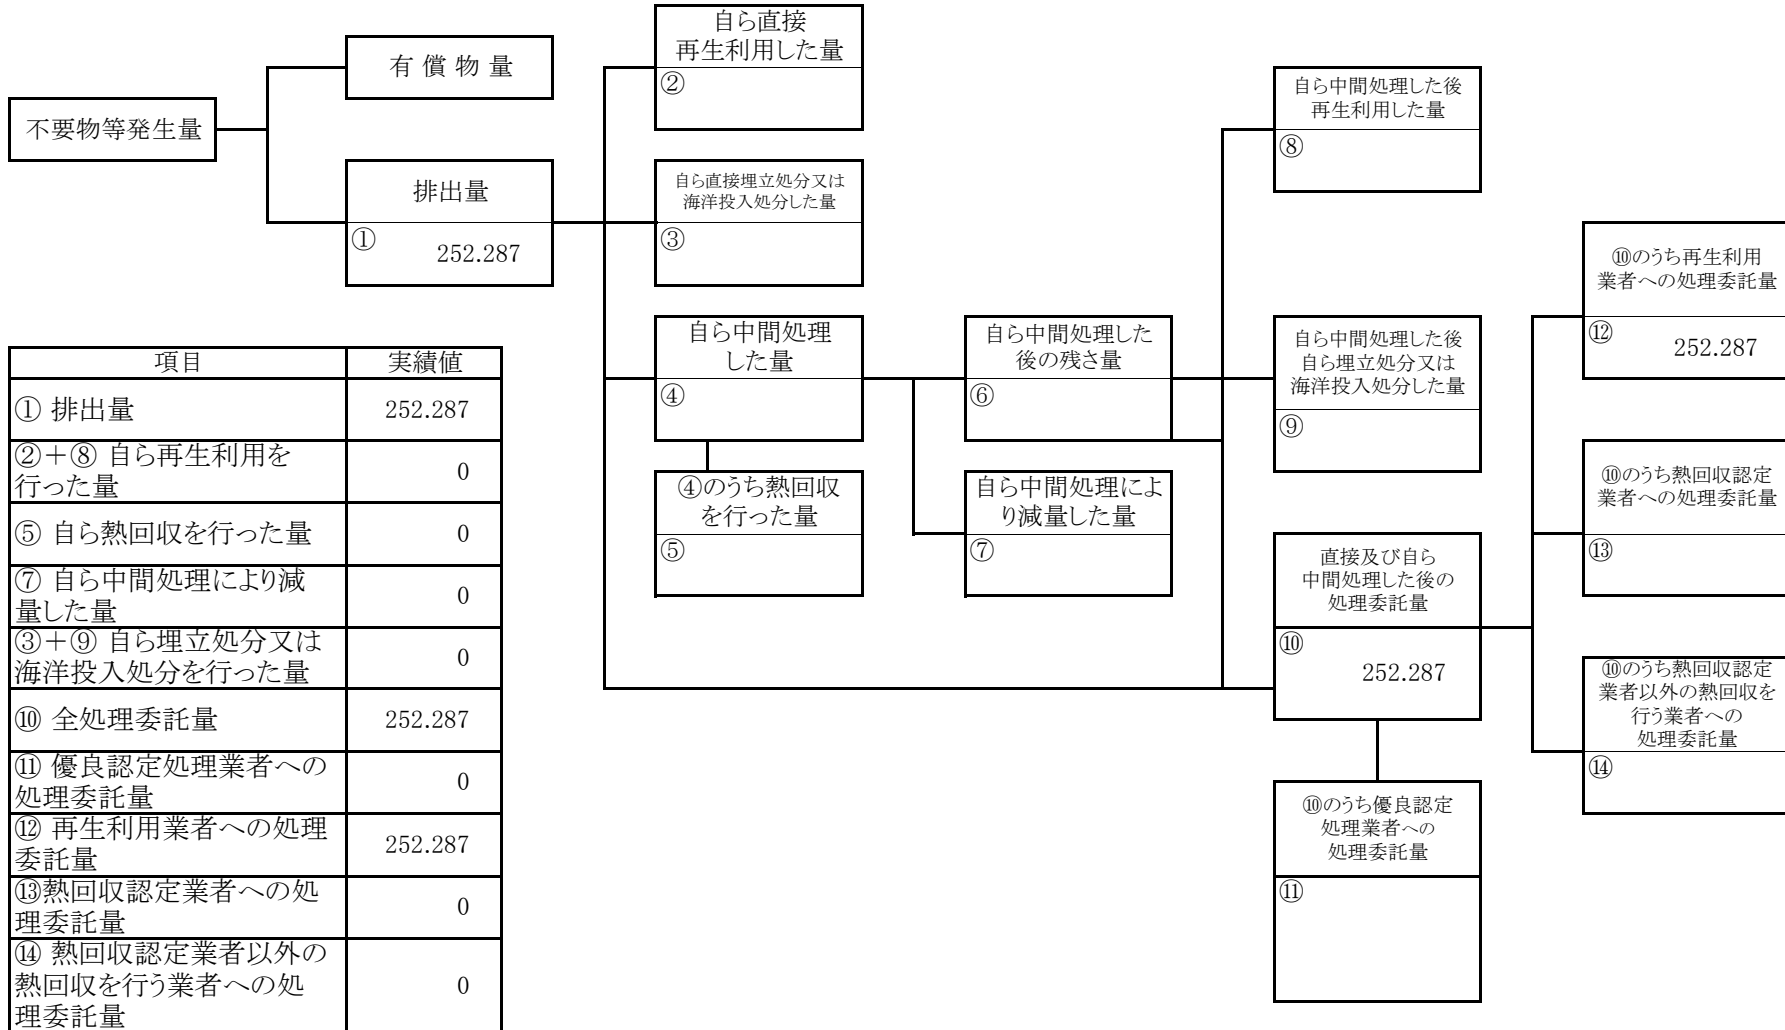 不要物等発生量
有 償 物 量
排出量
①
252.287
自ら直接
再生利用した量
②
自ら直接埋立処分又は
海洋投入処分した量
③
自ら中間処理
した量
④
④のうち熱回収
を行った量
⑤
自ら中間処理した
後の残さ量
⑥
自ら中間処理によ
り減量した量
⑦
自ら中間処理した後
再生利用した量
⑧
自ら中間処理した後
自ら埋立処分又は
海洋投入処分した量
⑨
直接及び自ら
中間処理した後の
処理委託量
⑩
252.287
⑩のうち優良認定
処理業者への
処理委託量
⑪
⑩のうち再生利用
業者への処理委託量
⑫
252.287
⑩のうち熱回収認定
業者への処理委託量
⑬
⑩のうち熱回収認定
業者以外の熱回収を
行う業者への
処理委託量
⑭
項目 実績値
① 排出量 252.287
②＋⑧ 自ら再生利用を
行った量 0
⑤ 自ら熱回収を行った量 0
⑦ 自ら中間処理により減
量した量 0
③＋⑨ 自ら埋立処分又は
海洋投入処分を行った量 0
⑩ 全処理委託量 252.287
⑪ 優良認定処理業者への
処理委託量 0
⑫ 再生利用業者への処理
委託量 252.287
⑬熱回収認定業者への処
理委託量 0
⑭ 熱回収認定業者以外の
熱回収を行う業者への処
理委託量 0